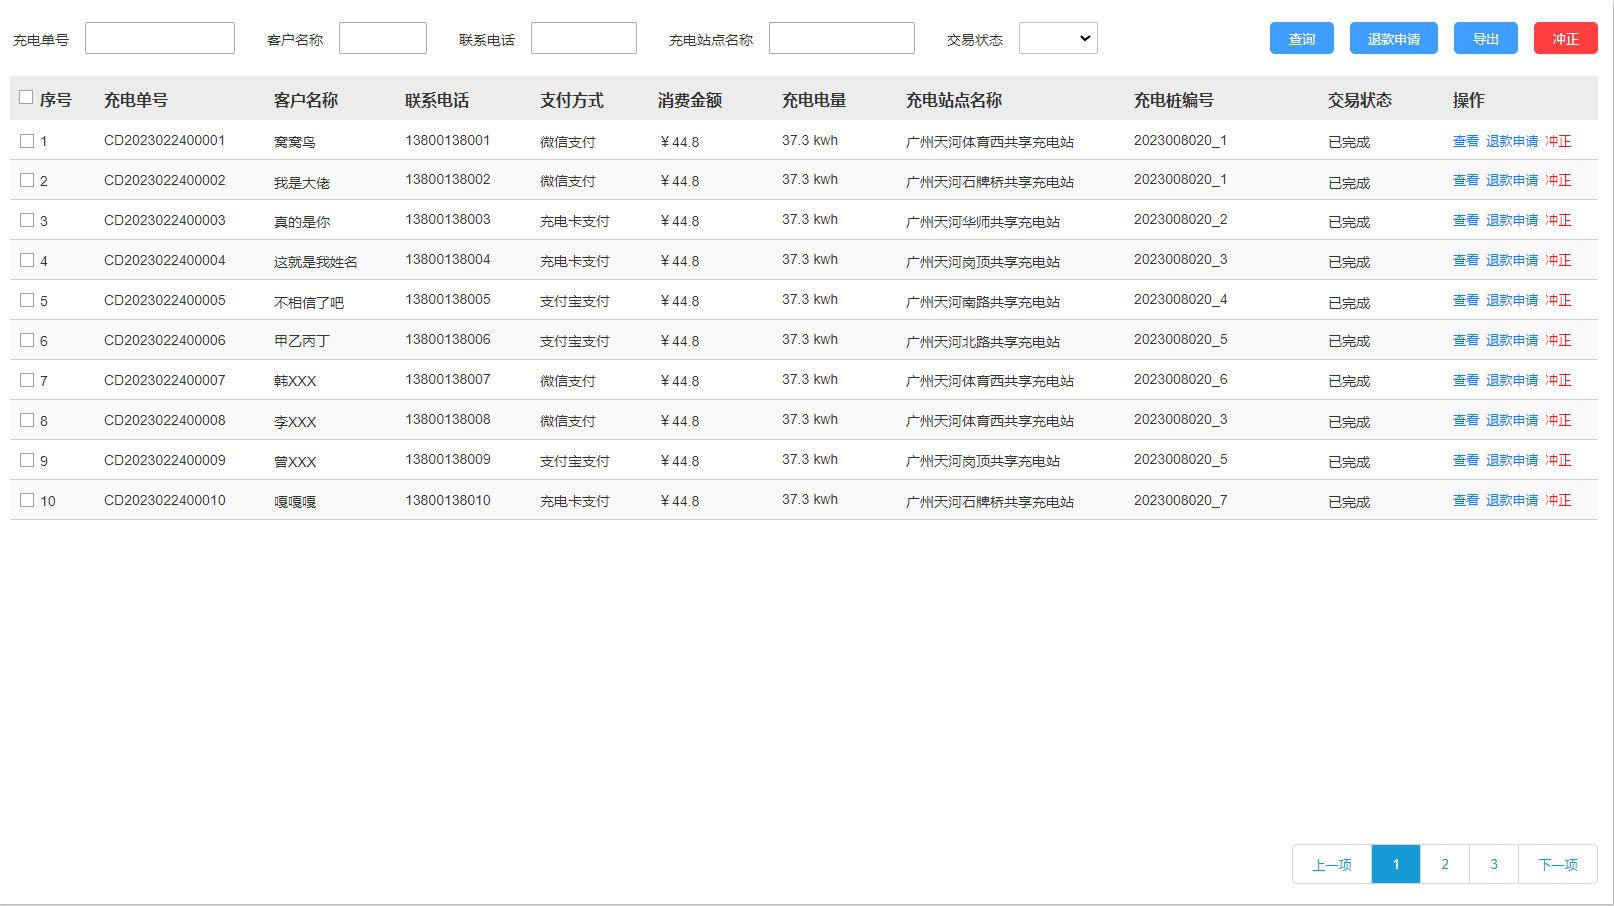 充电单号 客户名称 联系电话 充电站点名称 交易状态 查询 退款申请 导出 冲正
序号 充电单号 客户名称 联系电话 支付方式 消费金额 充电电量 充电站点名称 充电桩编号 交易状态 操作
1 CD2023022400001 窝窝鸟 13800138001 微信支付 ￥44.8 37.3 kwh 广州天河体育西共享充电站 2023008020_1 已完成 查看 退款申请 冲正
2 CD2023022400002 我是大佬 13800138002 微信支付 ￥44.8 37.3 kwh 广州天河石牌桥共享充电站 2023008020_1 已完成 查看 退款申请 冲正
3 CD2023022400003 真的是你 13800138003 充电卡支付 ￥44.8 37.3 kwh 广州天河华师共享充电站 2023008020_2 已完成 查看 退款申请 冲正
4 CD2023022400004 这就是我姓名 13800138004 充电卡支付 ￥44.8 37.3 kwh 广州天河岗顶共享充电站 2023008020_3 已完成 查看 退款申请 冲正
5 CD2023022400005 不相信了吧 13800138005 支付宝支付 ￥44.8 37.3 kwh 广州天河南路共享充电站 2023008020_4 已完成 查看 退款申请 冲正
6 CD2023022400006 甲乙丙丁 13800138006 支付宝支付 ￥44.8 37.3 kwh 广州天河北路共享充电站 2023008020_5 已完成 查看 退款申请 冲正
7 CD2023022400007 韩XXX 13800138007 微信支付 ￥44.8 37.3 kwh 广州天河体育西共享充电站 2023008020_6 已完成 查看 退款申请 冲正
8 CD2023022400008 李XXX 13800138008 微信支付 ￥44.8 37.3 kwh 广州天河体育西共享充电站 2023008020_3 已完成 查看 退款申请 冲正
9 CD2023022400009 曾XXX 13800138009 支付宝支付 ￥44.8 37.3 kwh 广州天河岗顶共享充电站 2023008020_5 已完成 查看 退款申请 冲正
10 CD2023022400010 嘎嘎嘎 13800138010 充电卡支付 ￥44.8 37.3 kwh 广州天河石牌桥共享充电站 2023008020_7 已完成 查看 退款申请 冲正
上一项 1 2 3 下一项